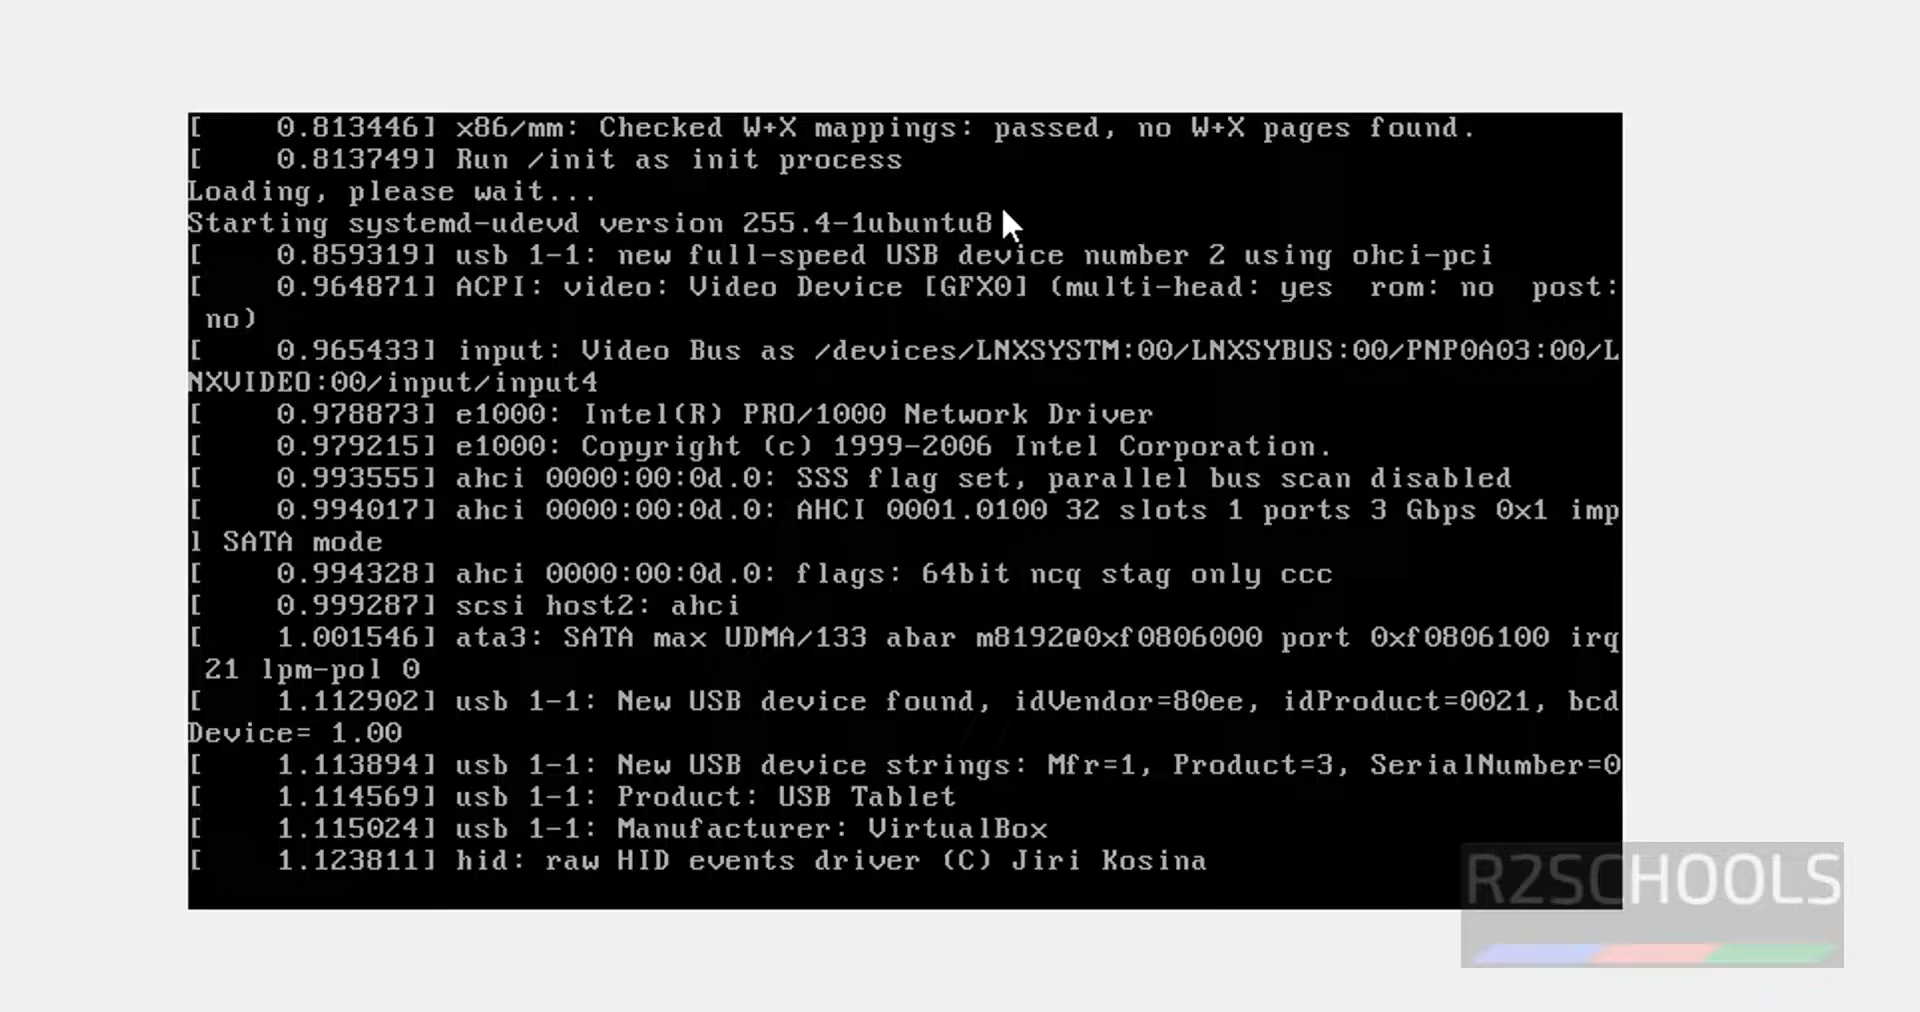 [    0.813446] x86/mm: Checked W+X mappings: passed, no W+X pages found.
[    0.813749] Run /init as init process
Loading, please wait...
Starting systemd-udevd version 255.4-1ubuntu8
[    0.859319] usb 1-1: new full-speed USB device number 2 using ohci-pci
[    0.964871] ACPI: video: Video Device [GFX0] (multi-head: yes  rom: no  post:
 no)
[    0.965433] input: Video Bus as /devices/LNXSYSTM:00/LNXSYBUS:00/PNP0A03:00/L
NXVIDEO:00/input/input4
[    0.978873] e1000: Intel(R) PRO/1000 Network Driver
[    0.979215] e1000: Copyright (c) 1999-2006 Intel Corporation.
[    0.993555] ahci 0000:00:0d.0: SSS flag set, parallel bus scan disabled
[    0.994017] ahci 0000:00:0d.0: AHCI 0001.0100 32 slots 1 ports 3 Gbps 0x1 imp
l SATA mode
[    0.994328] ahci 0000:00:0d.0: flags: 64bit ncq stag only ccc
[    0.999287] scsi host2: ahci
[    1.001546] ata3: SATA max UDMA/133 abar m8192@0xf0806000 port 0xf0806100 irq
 21 lpm-pol 0
[    1.112902] usb 1-1: New USB device found, idVendor=80ee, idProduct=0021, bcd
Device= 1.00
[    1.113894] usb 1-1: New USB device strings: Mfr=1, Product=3, SerialNumber=0
[    1.114569] usb 1-1: Product: USB Tablet
[    1.115024] usb 1-1: Manufacturer: VirtualBox
[    1.123811] hid: raw HID events driver (C) Jiri Kosina
R2SCHOOLS